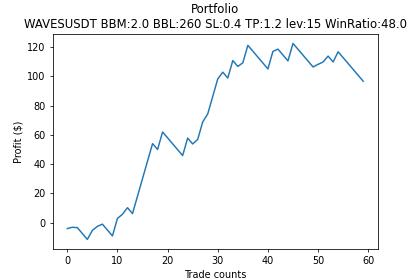 Portfolio
WAVESUSDT BBM:2.0 BBL:260 SL:0.4 TP:1.2 lev:15 WinRatio:48.0
120
100
80
60
40
20
0
Profit ($)
0 10 20 30 40 50 60
Trade counts